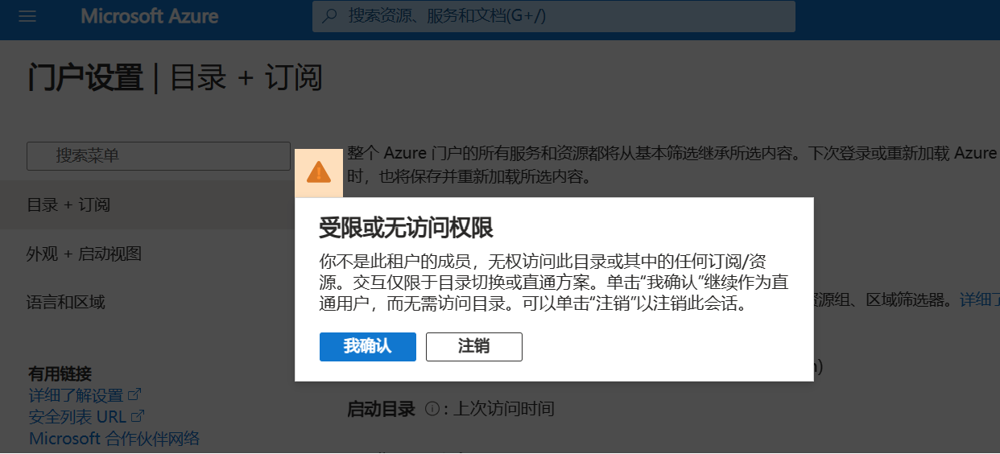 Microsoft Azure
搜索资源、服务和文档(G+/)
门户设置 | 目录 + 订阅
搜索菜单
目录 + 订阅
外观 + 启动视图
语言和区域
有用链接
详细了解设置
安全列表 URL
Microsoft 合作伙伴网络
整个 Azure 门户的所有服务和资源都将从基本筛选继承所选内容。下次登录或重新加载 Azure
时，也将保存并重新加载所选内容。
受限或无访问权限
你不是此租户的成员，无权访问此目录或其中的任何订阅/资
源。交互仅限于目录切换或直通方案。单击“我确认”继续作为直
通用户，而无需访问目录。可以单击“注销”以注销此会话。
我确认
注销
源组、区域筛选器。详细了
启动目录 : 上次访问时间